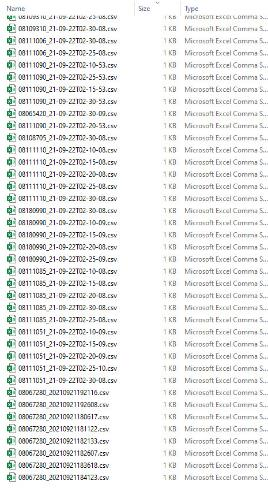 Name Size Type
08109310_21-09-22T02-25-08.csv 1 KB Microsoft Excel Comma S...
08109310_21-09-22T02-30-08.csv 1 KB Microsoft Excel Comma S...
08111006_21-09-22T02-30-08.csv 1 KB Microsoft Excel Comma S...
08111006_21-09-22T02-25-08.csv 1 KB Microsoft Excel Comma S...
08111090_21-09-22T02-10-53.csv 1 KB Microsoft Excel Comma S...
08111090_21-09-22T02-25-53.csv 1 KB Microsoft Excel Comma S...
08111090_21-09-22T02-15-53.csv 1 KB Microsoft Excel Comma S...
08111090_21-09-22T02-30-53.csv 1 KB Microsoft Excel Comma S...
08065420_21-09-22T02-30-09.csv 1 KB Microsoft Excel Comma S...
08111090_21-09-22T02-20-53.csv 1 KB Microsoft Excel Comma S...
08108705_21-09-22T02-30-08.csv 1 KB Microsoft Excel Comma S...
08111110_21-09-22T02-10-08.csv 1 KB Microsoft Excel Comma S...
08111110_21-09-22T02-15-08.csv 1 KB Microsoft Excel Comma S...
08111110_21-09-22T02-20-08.csv 1 KB Microsoft Excel Comma S...
08111110_21-09-22T02-25-08.csv 1 KB Microsoft Excel Comma S...
08111110_21-09-22T02-30-08.csv 1 KB Microsoft Excel Comma S...
08180990_21-09-22T02-30-08.csv 1 KB Microsoft Excel Comma S...
08180990_21-09-22T02-10-09.csv 1 KB Microsoft Excel Comma S...
08180990_21-09-22T02-15-09.csv 1 KB Microsoft Excel Comma S...
08180990_21-09-22T02-20-08.csv 1 KB Microsoft Excel Comma S...
08180990_21-09-22T02-25-09.csv 1 KB Microsoft Excel Comma S...
08111085_21-09-22T02-10-08.csv 1 KB Microsoft Excel Comma S...
08111085_21-09-22T02-15-08.csv 1 KB Microsoft Excel Comma S...
08111085_21-09-22T02-20-08.csv 1 KB Microsoft Excel Comma S...
08111085_21-09-22T02-30-08.csv 1 KB Microsoft Excel Comma S...
08111085_21-09-22T02-25-08.csv 1 KB Microsoft Excel Comma S...
08111051_21-09-22T02-10-09.csv 1 KB Microsoft Excel Comma S...
08111051_21-09-22T02-15-09.csv 1 KB Microsoft Excel Comma S...
08111051_21-09-22T02-20-09.csv 1 KB Microsoft Excel Comma S...
08111051_21-09-22T02-25-10.csv 1 KB Microsoft Excel Comma S...
08111051_21-09-22T02-30-08.csv 1 KB Microsoft Excel Comma S...
08067280_20210921192116.csv 1 KB Microsoft Excel Comma S...
08067280_20210921192608.csv 1 KB Microsoft Excel Comma S...
08067280_20210921180617.csv 1 KB Microsoft Excel Comma S...
08067280_20210921181122.csv 1 KB Microsoft Excel Comma S...
08067280_20210921182133.csv 1 KB Microsoft Excel Comma S...
08067280_20210921182607.csv 1 KB Microsoft Excel Comma S...
08067280_20210921183618.csv 1 KB Microsoft Excel Comma S...
08067280_20210921184123.csv 1 KB Microsoft Excel Comma S...